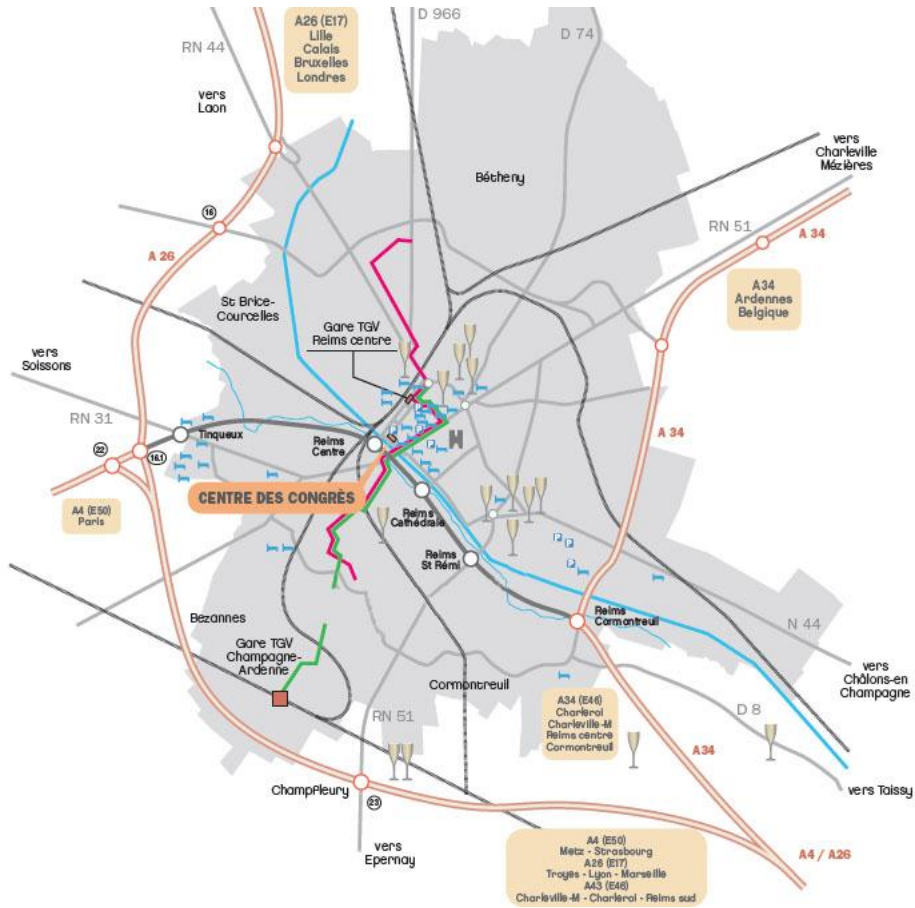 A26 (E17)
Lille
Calais
Bruxelles
Londres
D 966
D 74
RN 44
vers
Laon
vers
Charleville
Mézières
Bétheny
RN 51
A 34
16
A 26
A34
Ardennes
Belgique
St Brice-
Courcelles
Gare TGV
Reims centre
vers
Soissons
RN 31
Tinqueux
Reims
Centre
A 34
22
16.1
CENTRE DES CONGRÈS
A4 (E50)
Paris
Reims
Cathédrale
Reims
St Rémi
Bezannes
Reims
Cormontreuil
N 44
Gare TGV
Champagne-
Ardenne
Cormontreuil
vers
Châlons-en
Champagne
A34 (E46)
Charleroi
Charleville-M
Reims centre
Cormontreuil
D 8
RN 51
A34
Champfleury
23
vers Taissy
vers
Epernay
A4 (E50)
Metz - Strasbourg
A26 (E17)
Troyes - Lyon - Marseille
A43 (E46)
Charleville-M - Charleroi - Reims sud
A4 / A26